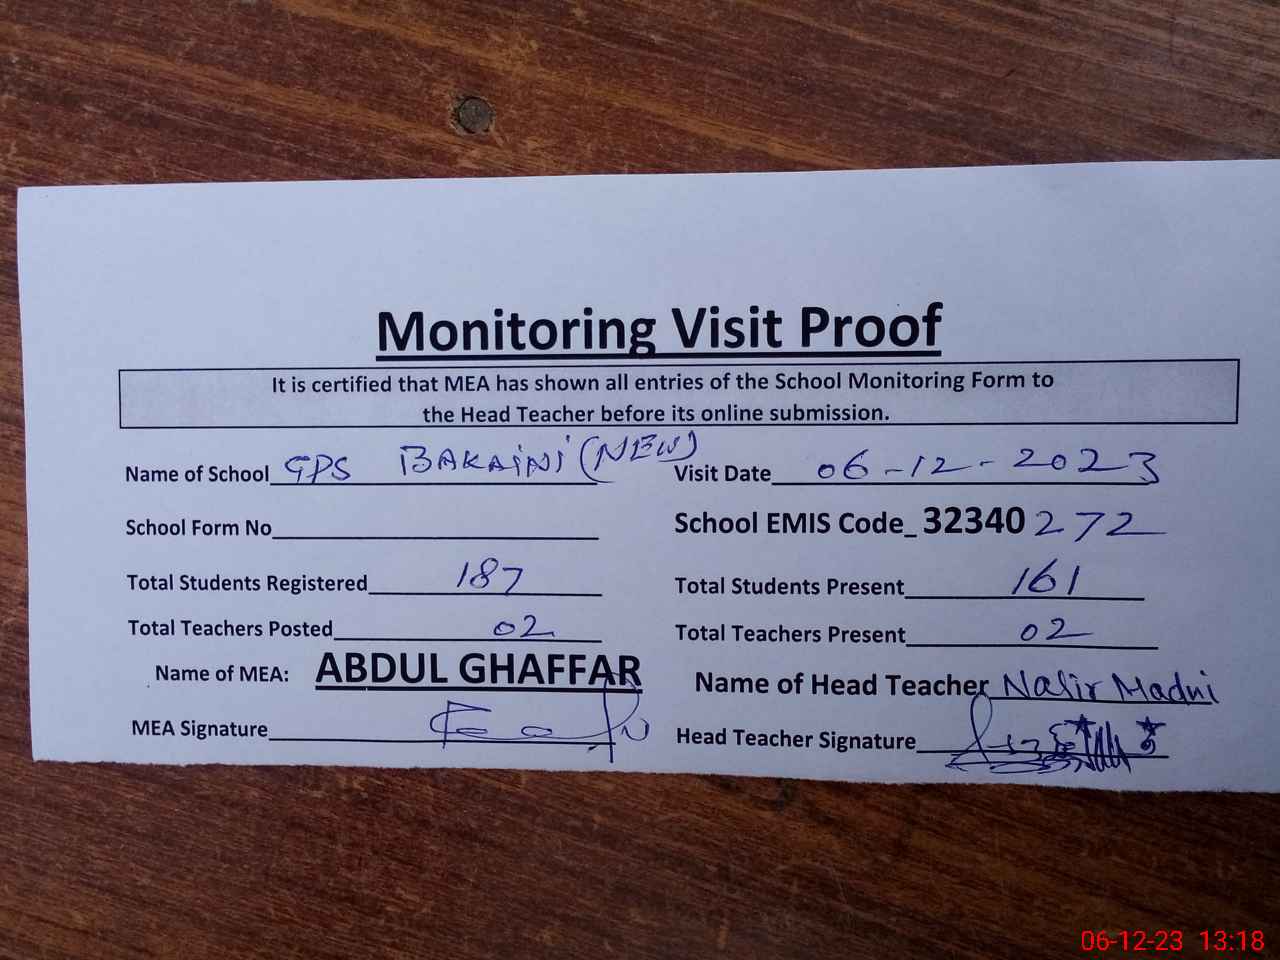 Monitoring Visit Proof
It is certified that MEA has shown all entries of the School Monitoring Form to
the Head Teacher before its online submission.
Name of School GPS BAKAINI (NEW) Visit Date 06-12-2023
School Form No School EMIS Code_ 32340272
Total Students Registered 187 Total Students Present 161
Total Teachers Posted 02 Total Teachers Present 02
Name of MEA: ABDUL GHAFFAR Name of Head Teacher Nasir Madni
MEA Signature Head Teacher Signature
06-12-23 13:18